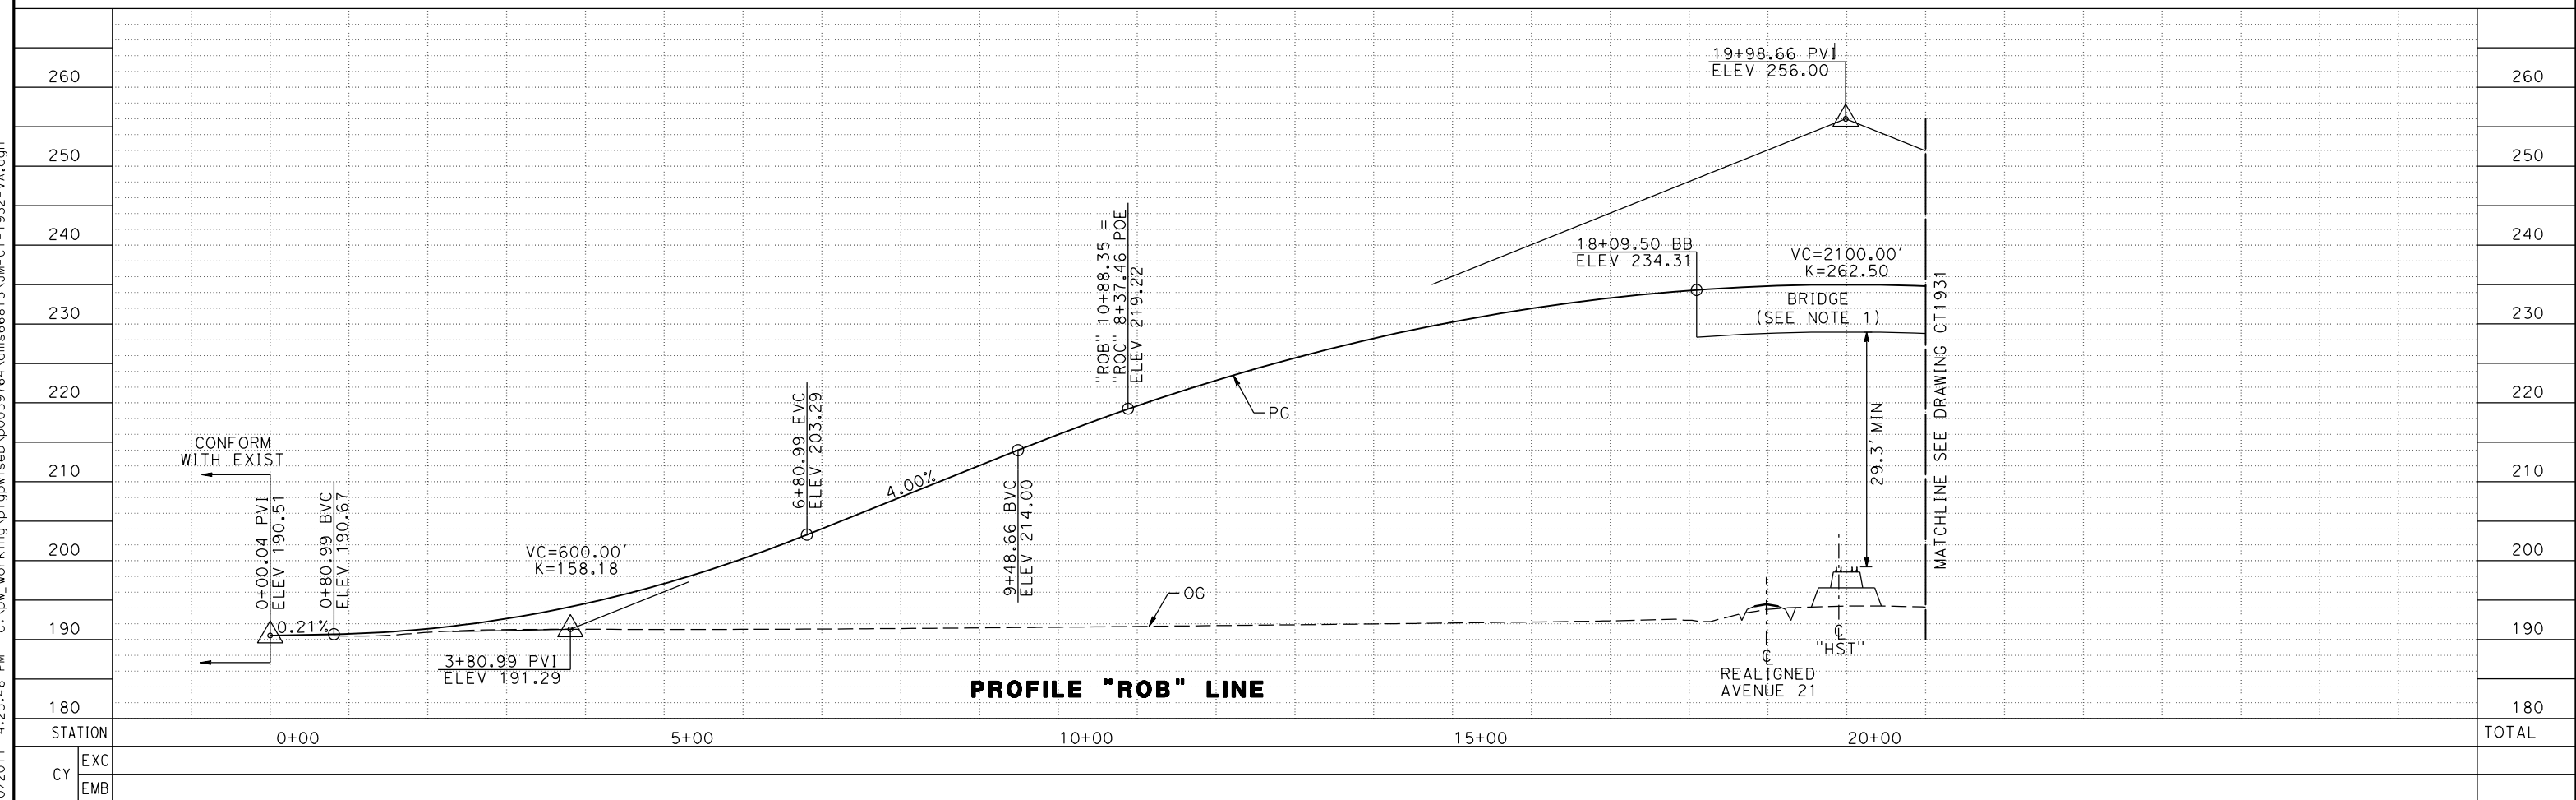 260
250
240
230
220
210
200
190
180
STATION
CY
EXC
EMB
CONFORM
WITH EXIST
0+00.04 PVI
ELEV 190.51
0.21%
0+80.99 BVC
ELEV 190.67
VC=600.00'
K=158.18
3+80.99 PVI
ELEV 191.29
6+80.99 EVC
ELEV 203.29
4.00%
9+48.66 BVC
ELEV 214.00
"ROB" 10+88.35 =
"ROC" 8+37.46 POE
ELEV 219.22
PG
OG
19+98.66 PVI
ELEV 256.00
18+09.50 BB
ELEV 234.31
VC=2100.00'
K=262.50
BRIDGE
(SEE NOTE 1)
29.3' MIN
MATCHLINE SEE DRAWING CT1931
℄
"HST"
℄
REALIGNED
AVENUE 21
PROFILE "ROB" LINE
0+00
5+00
10+00
15+00
20+00
260
250
240
230
220
210
200
190
180
TOTAL